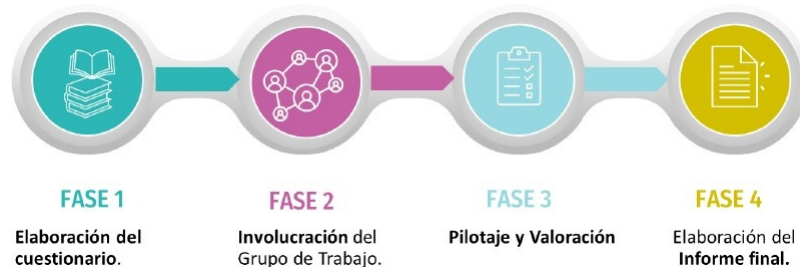 FASE 1
FASE 2
FASE 3
FASE 4
Elaboración del
cuestionario.
Involucración del
Grupo de Trabajo.
Pilotaje y Valoración
Elaboración del
Informe final.